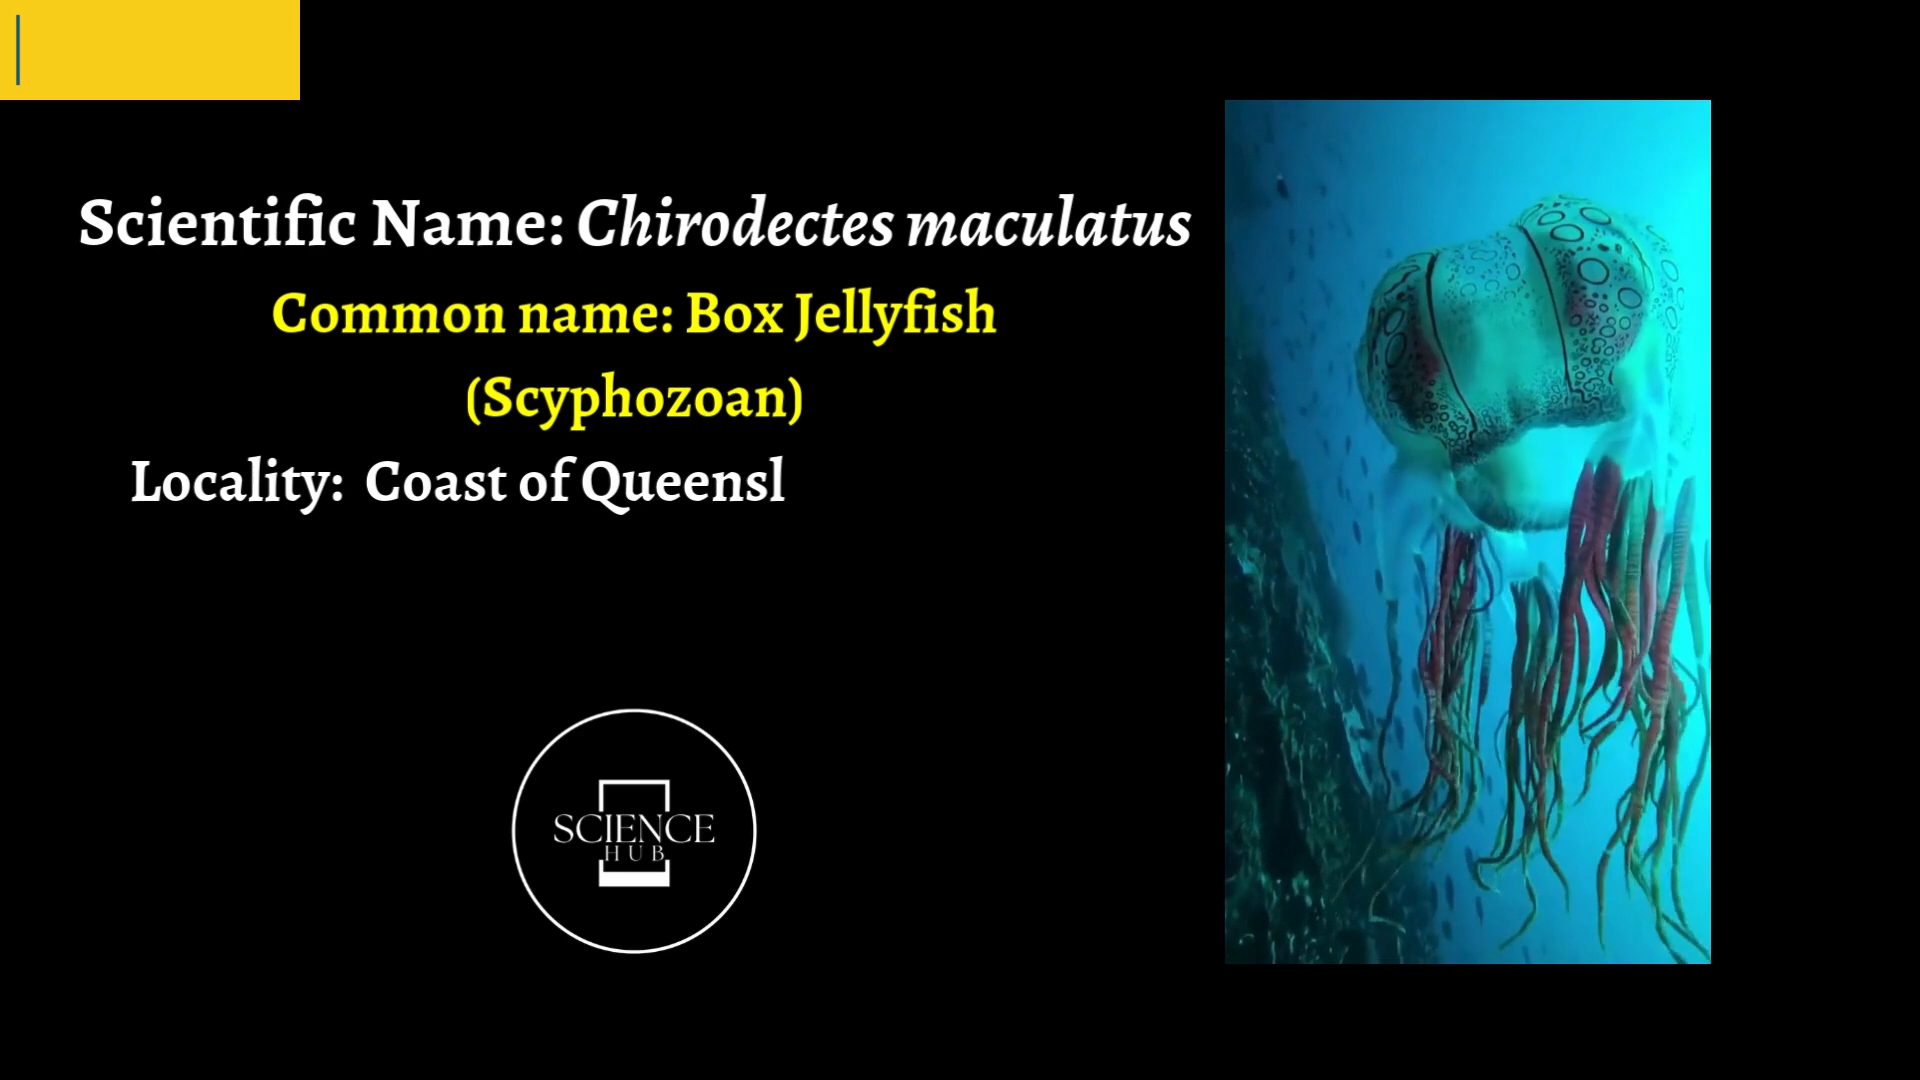 Scientific Name: Chirodectes maculatus
Common name: Box Jellyfish
(Scyphozoan)
Locality: Coast of Queensl
SCIENCE
HUB